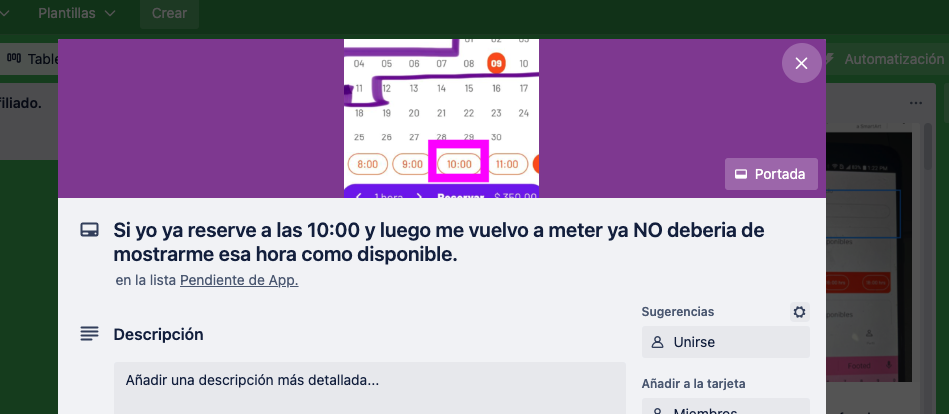 Plantillas Crear
Table
Automatización
filiado.
01 02 03
04 05 06 07 08 09 10
11 12 13 14 15 16 17
18 19 20 21 22 23 24
25 26 27 28 29 30
8:00 9:00 10:00 11:00
1 hora Reservar $ 350.00
Portada
Si yo ya reserve a las 10:00 y luego me vuelvo a meter ya NO deberia de
mostrarme esa hora como disponible.
en la lista Pendiente de App.
Sugerencias
Descripción
Unirse
Añadir una descripción más detallada...
Añadir a la tarjeta
Miembros